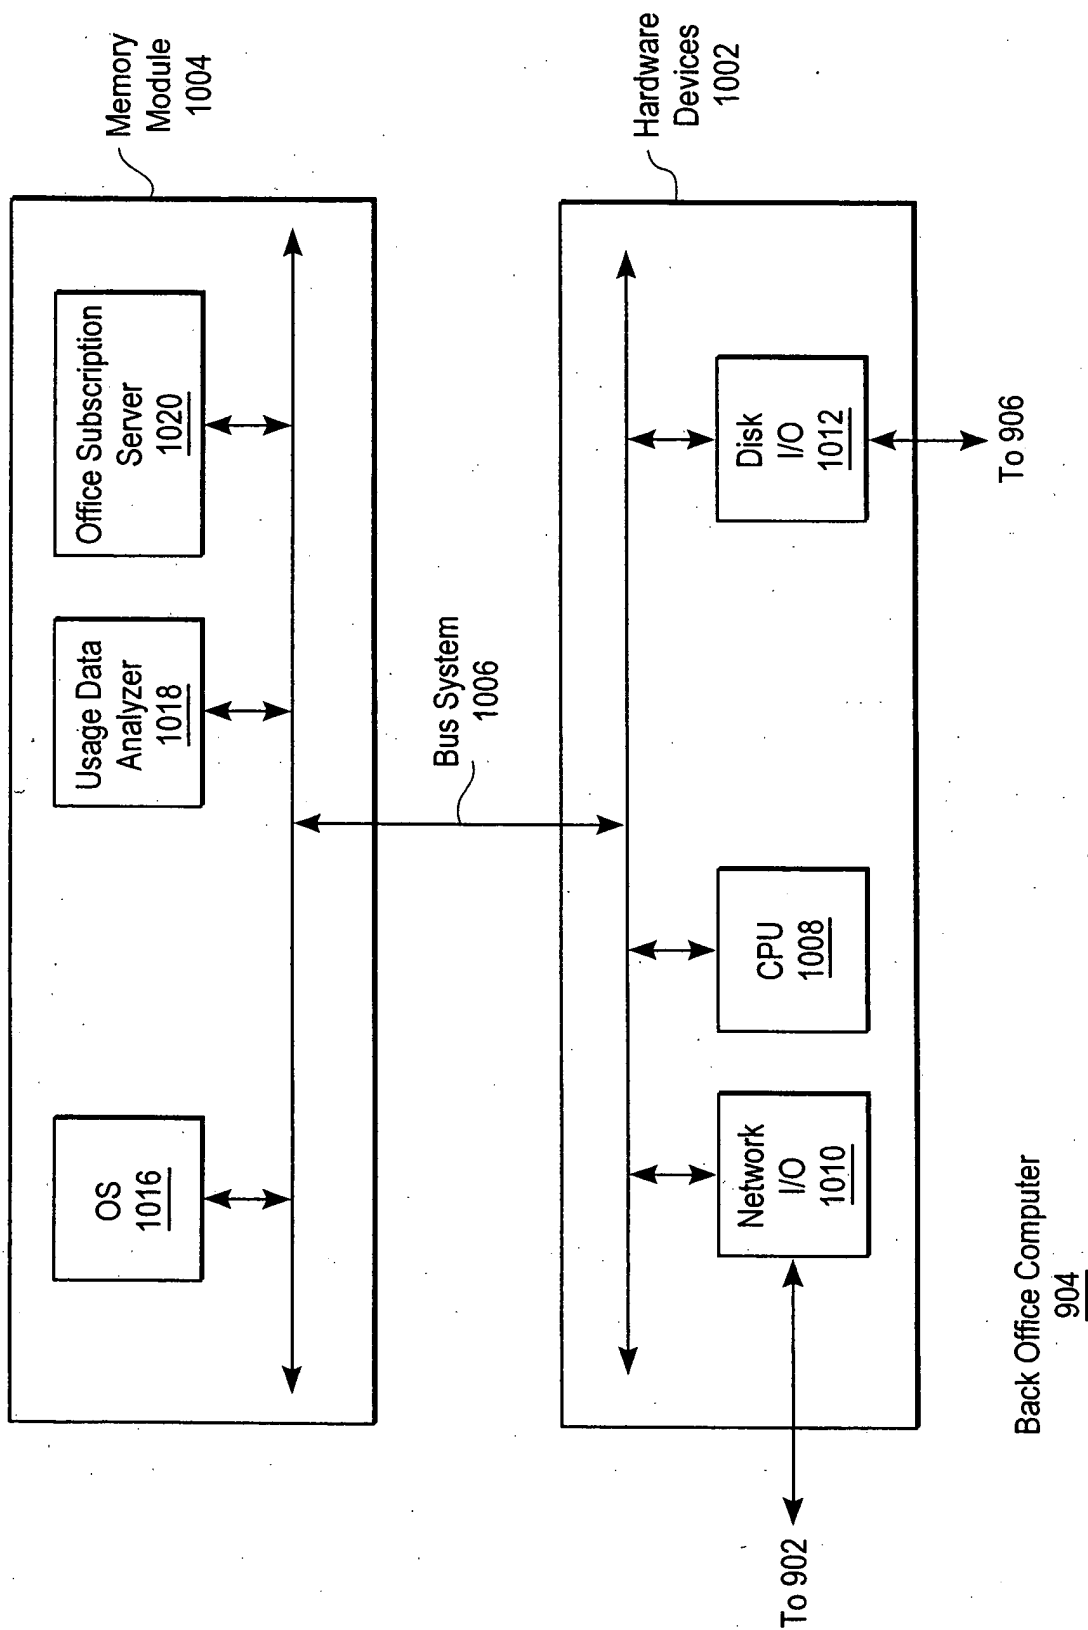 OS
1016
Usage Data
Analyzer
1018
Office Subscription
Server
1020
Memory
Module
1004
Bus System
1006
Network
I/O
1010
CPU
1008
Disk
I/O
1012
Hardware
Devices
1002
To 902
To 906
Back Office Computer
904